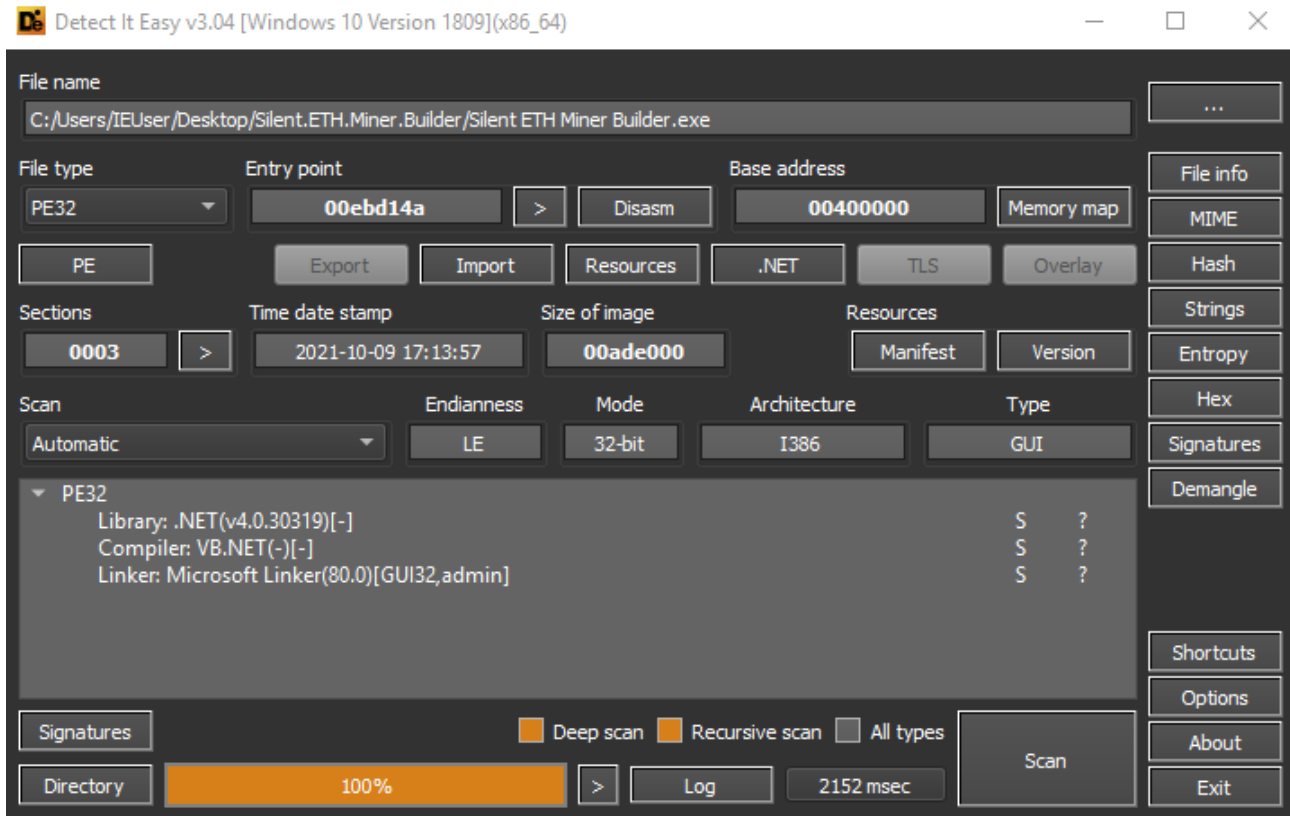 Detect It Easy v3.04 [Windows 10 Version 1809](x86_64)
File name
C:/Users/IEUser/Desktop/Silent.ETH.Miner.Builder/Silent ETH Miner Builder.exe
...
File type Entry point Base address
File info
PE32 00ebd14a > Disasm 00400000 Memory map
MIME
PE Export Import Resources .NET TLS Overlay
Hash
Sections Time date stamp Size of image Resources
Strings
0003 > 2021-10-09 17:13:57 00ade000 Manifest Version
Entropy
Scan Endianness Mode Architecture Type
Hex
Automatic LE 32-bit I386 GUI
Signatures
PE32
Demangle
Library: .NET(v4.0.30319)[-] S ?
Compiler: VB.NET(-)[-] S ?
Linker: Microsoft Linker(80.0)[GUI32,admin] S ?
Shortcuts
Options
Signatures Deep scan Recursive scan All types Scan
About
Directory 100% > Log 2152 msec
Exit